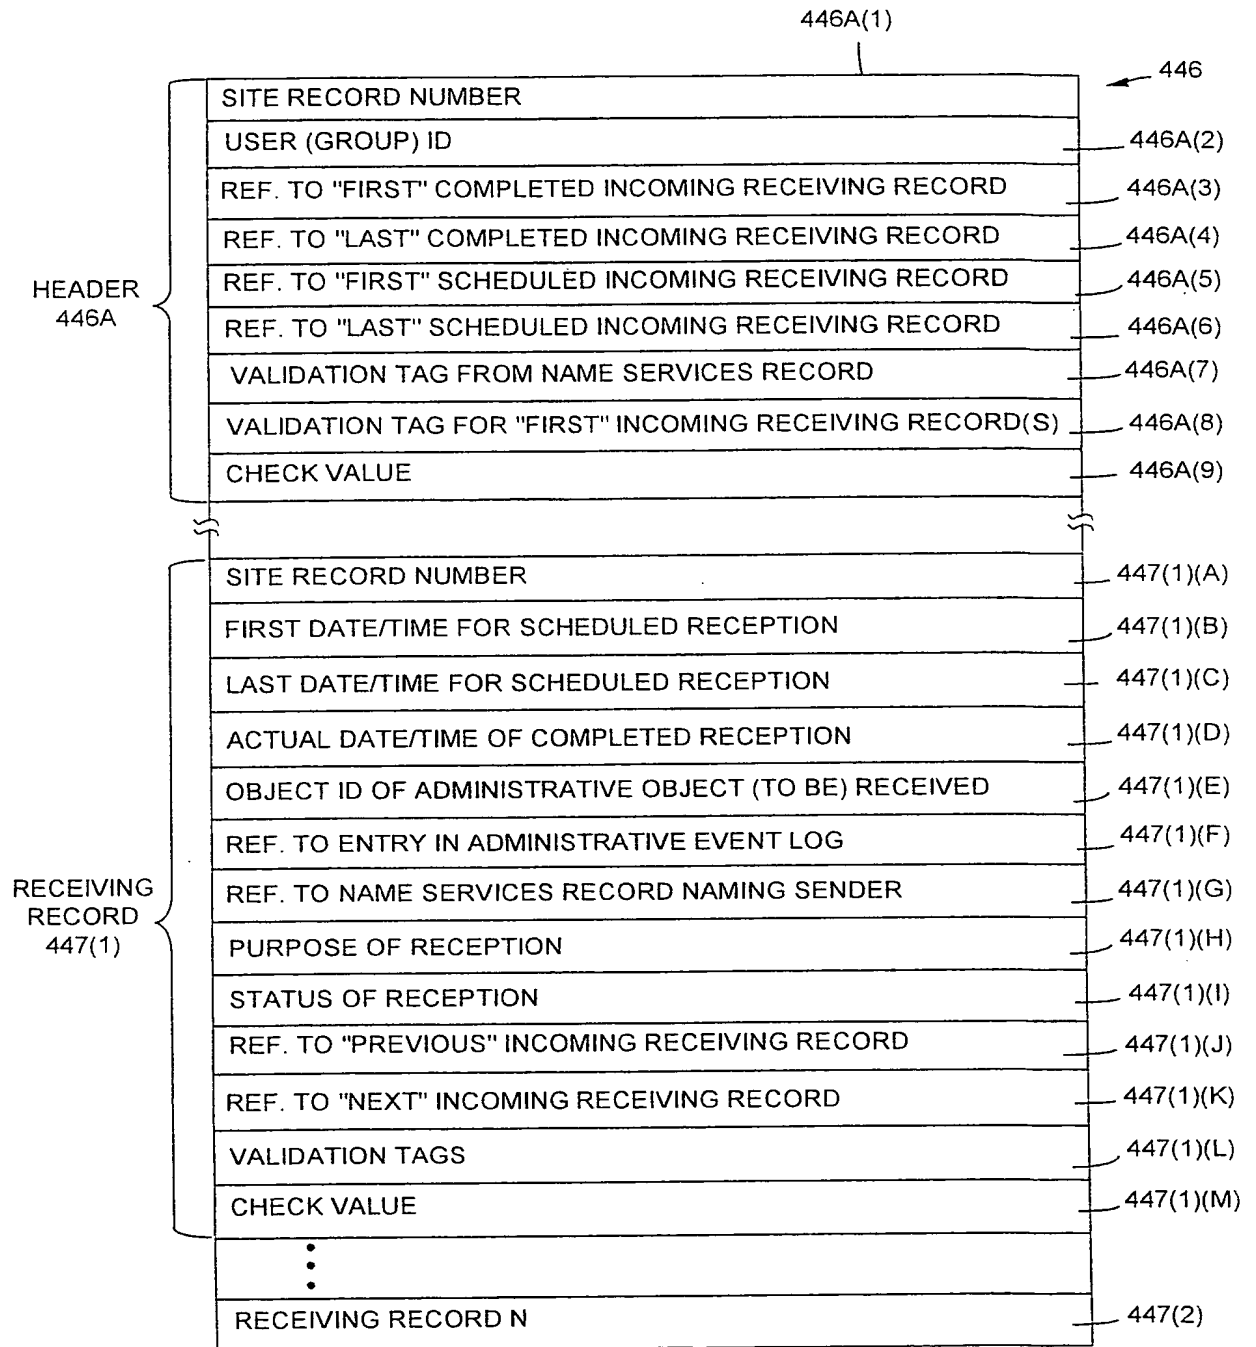 446A(1)
446
SITE RECORD NUMBER
USER (GROUP) ID
446A(2)
REF. TO "FIRST" COMPLETED INCOMING RECEIVING RECORD
446A(3)
REF. TO "LAST" COMPLETED INCOMING RECEIVING RECORD
446A(4)
REF. TO "FIRST" SCHEDULED INCOMING RECEIVING RECORD
446A(5)
HEADER
446A
REF. TO "LAST" SCHEDULED INCOMING RECEIVING RECORD
446A(6)
VALIDATION TAG FROM NAME SERVICES RECORD
446A(7)
VALIDATION TAG FOR "FIRST" INCOMING RECEIVING RECORD(S)
446A(8)
CHECK VALUE
446A(9)
SITE RECORD NUMBER
447(1)(A)
FIRST DATE/TIME FOR SCHEDULED RECEPTION
447(1)(B)
LAST DATE/TIME FOR SCHEDULED RECEPTION
447(1)(C)
ACTUAL DATE/TIME OF COMPLETED RECEPTION
447(1)(D)
OBJECT ID OF ADMINISTRATIVE OBJECT (TO BE) RECEIVED
447(1)(E)
REF. TO ENTRY IN ADMINISTRATIVE EVENT LOG
447(1)(F)
RECEIVING
RECORD
447(1)
REF. TO NAME SERVICES RECORD NAMING SENDER
447(1)(G)
PURPOSE OF RECEPTION
447(1)(H)
STATUS OF RECEPTION
447(1)(I)
REF. TO "PREVIOUS" INCOMING RECEIVING RECORD
447(1)(J)
REF. TO "NEXT" INCOMING RECEIVING RECORD
447(1)(K)
VALIDATION TAGS
447(1)(L)
CHECK VALUE
447(1)(M)
RECEIVING RECORD N
447(2)